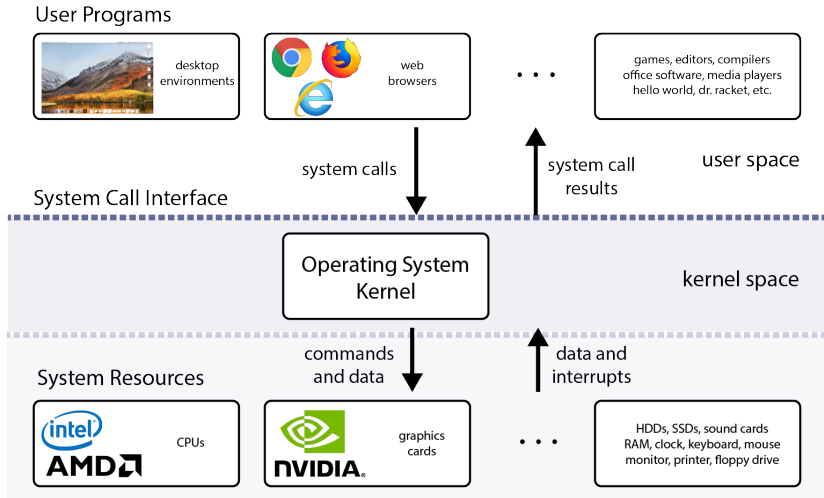 User Programs
desktop
environments
web
browsers
games, editors, compilers
office software, media players
hello world, dr. racket, etc.
system calls
system call
results
user space
System Call Interface
Operating System
Kernel
kernel space
commands
and data
data and
interrupts
System Resources
intel
AMD
CPUs
NVIDIA.
graphics
cards
HDDs, SSDs, sound cards
RAM, clock, keyboard, mouse
monitor, printer, floppy drive